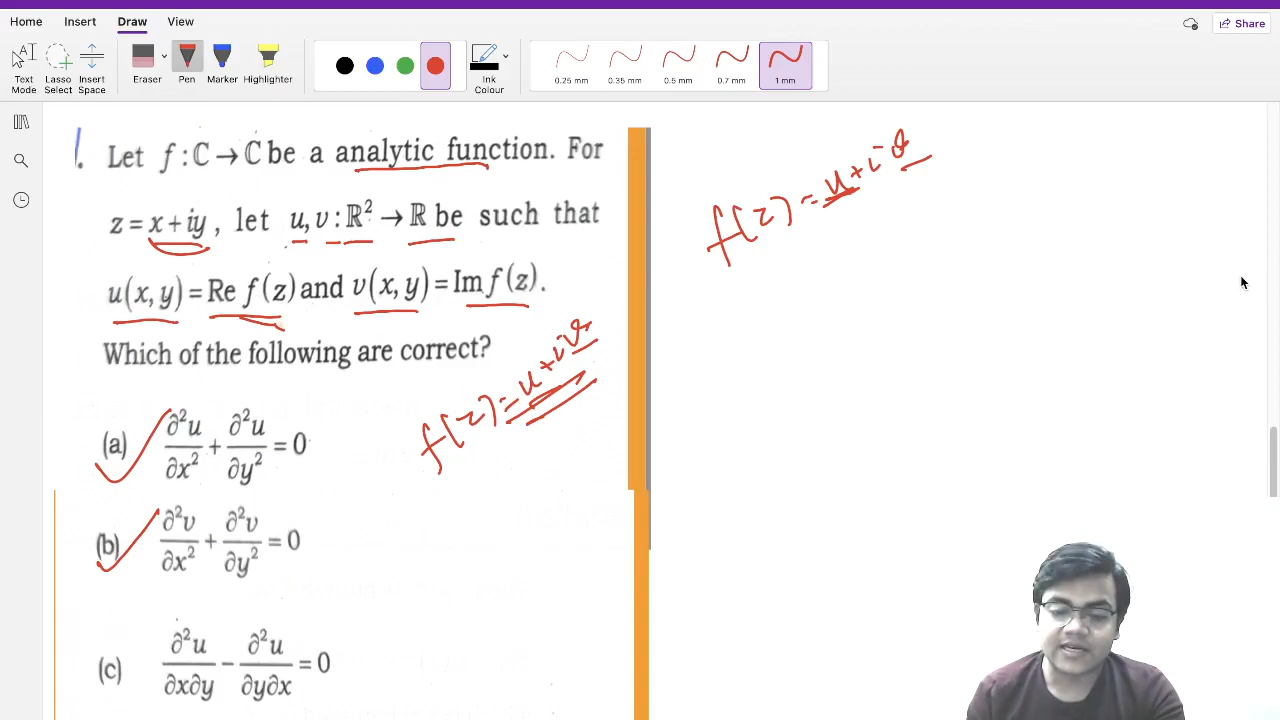 Home Insert Draw View
Share
Text Mode
Lasso Select
Insert Space
Eraser
Pen
Marker
Highlighter
Ink Colour
0.25 mm
0.35 mm
0.5 mm
0.7 mm
1 mm
1. Let f : C → C be a analytic function. For
z = x + iy, let u, v : ℝ² → ℝ be such that
u(x, y) = Re f(z) and v(x, y) = Im f(z).
Which of the following are correct?
(a) ∂²u/∂x² + ∂²u/∂y² = 0
(b) ∂²v/∂x² + ∂²v/∂y² = 0
(c) ∂²u/∂x∂y − ∂²u/∂y∂x = 0
f(z) = u + iv
f(z) = u + iv